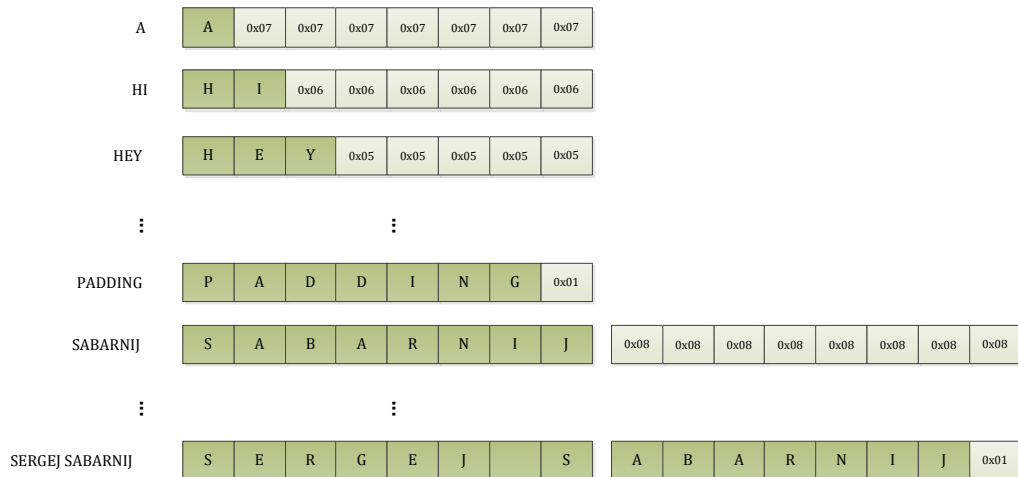 A A 0x07 0x07 0x07 0x07 0x07 0x07 0x07
HI H I 0x06 0x06 0x06 0x06 0x06 0x06
HEY H E Y 0x05 0x05 0x05 0x05 0x05
⋮ ⋮
PADDING P A D D I N G 0x01
SABARNIJ S A B A R N I J 0x08 0x08 0x08 0x08 0x08 0x08 0x08 0x08
⋮ ⋮
SERGEJ SABARNIJ S E R G E J S A B A R N I J 0x01